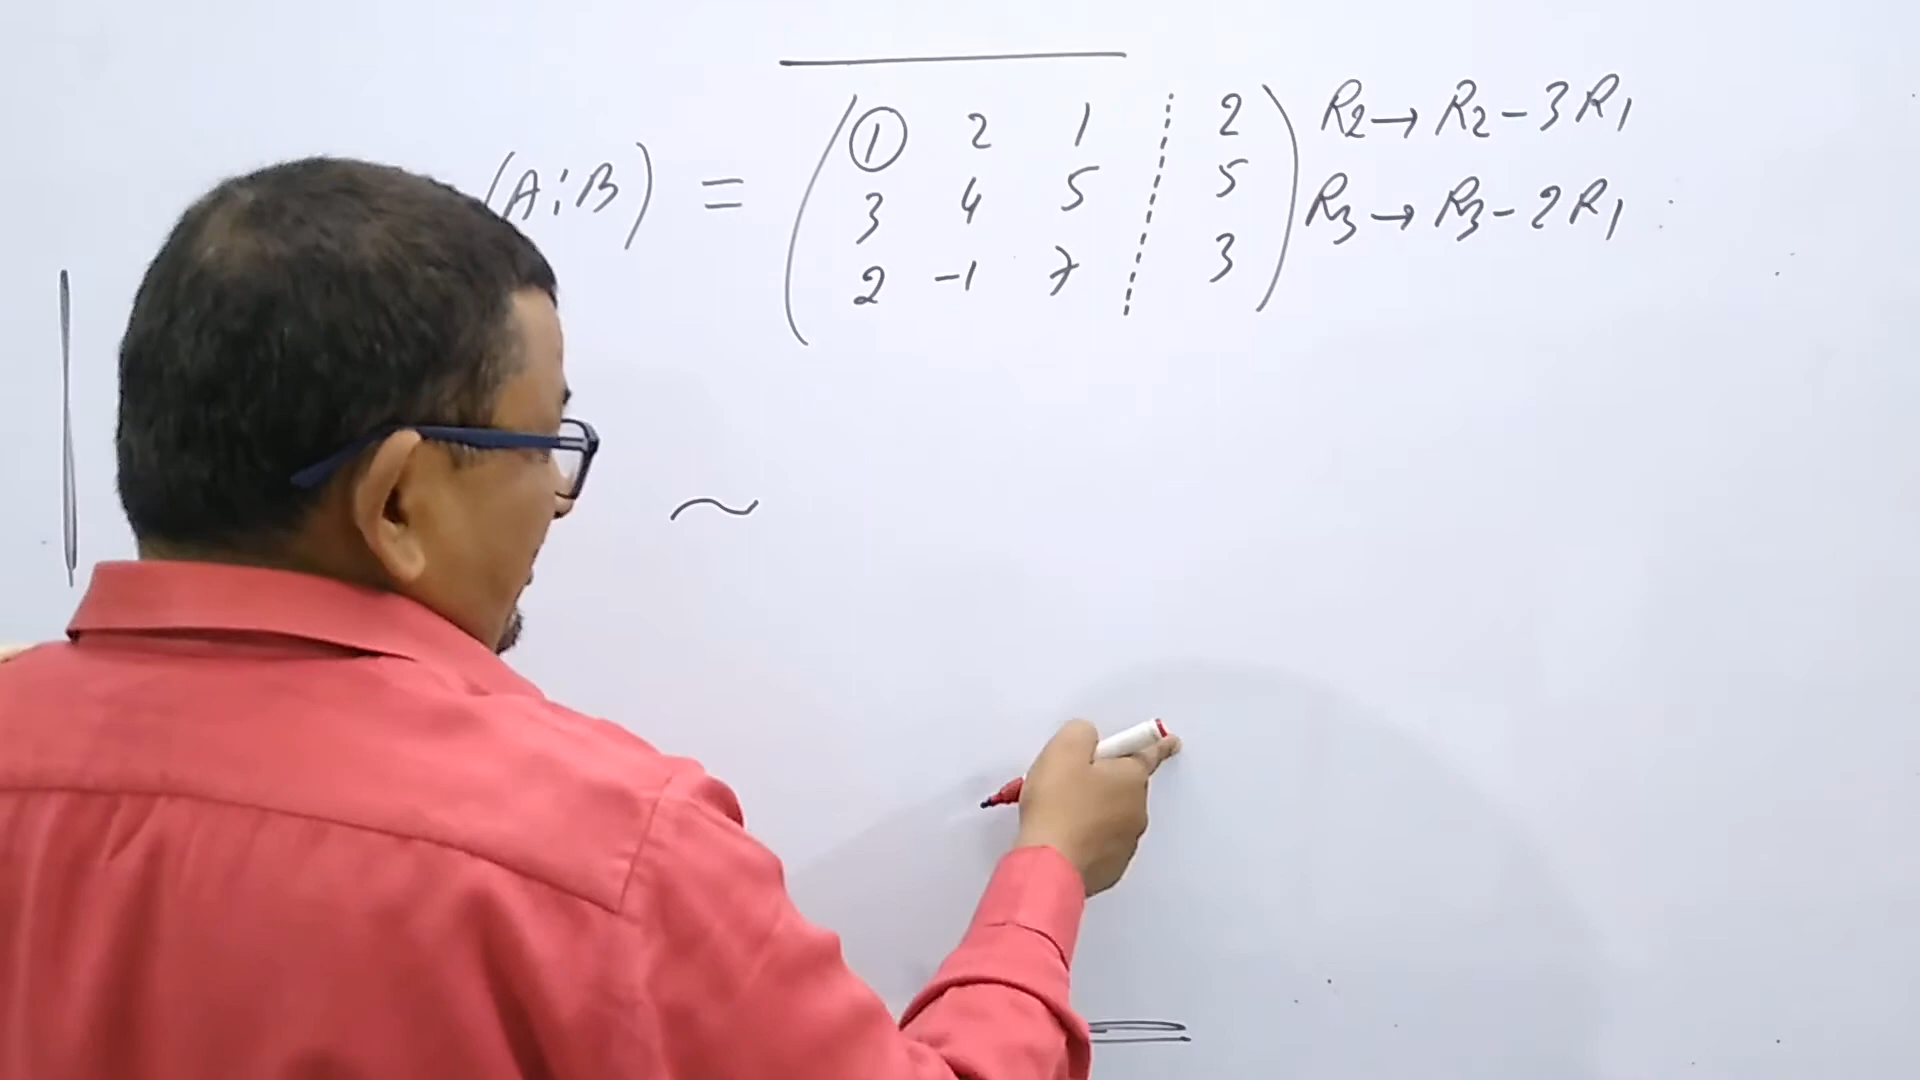 (A:B) = ( 1 2 1 ⋮ 2 ) R2→R2-3R1
3 4 5 ⋮ 5 R3→R3-2R1
2 -1 7 ⋮ 3
~